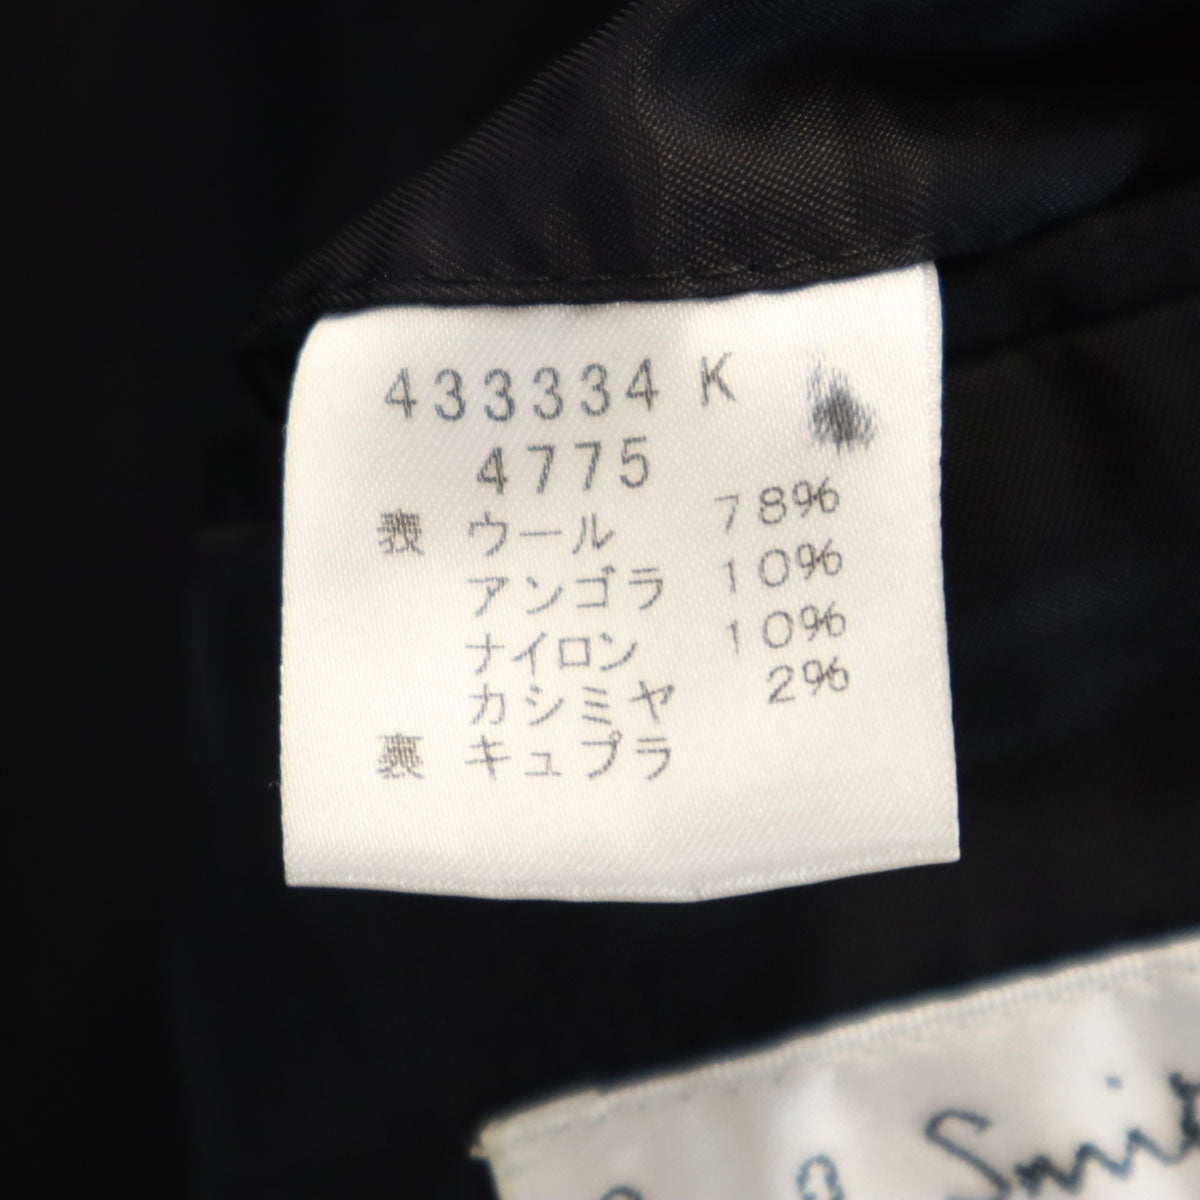 433334 K
4775
表 ウール 78%
アンゴラ 10%
ナイロン 10%
カシミヤ 2%
裏 キュプラ